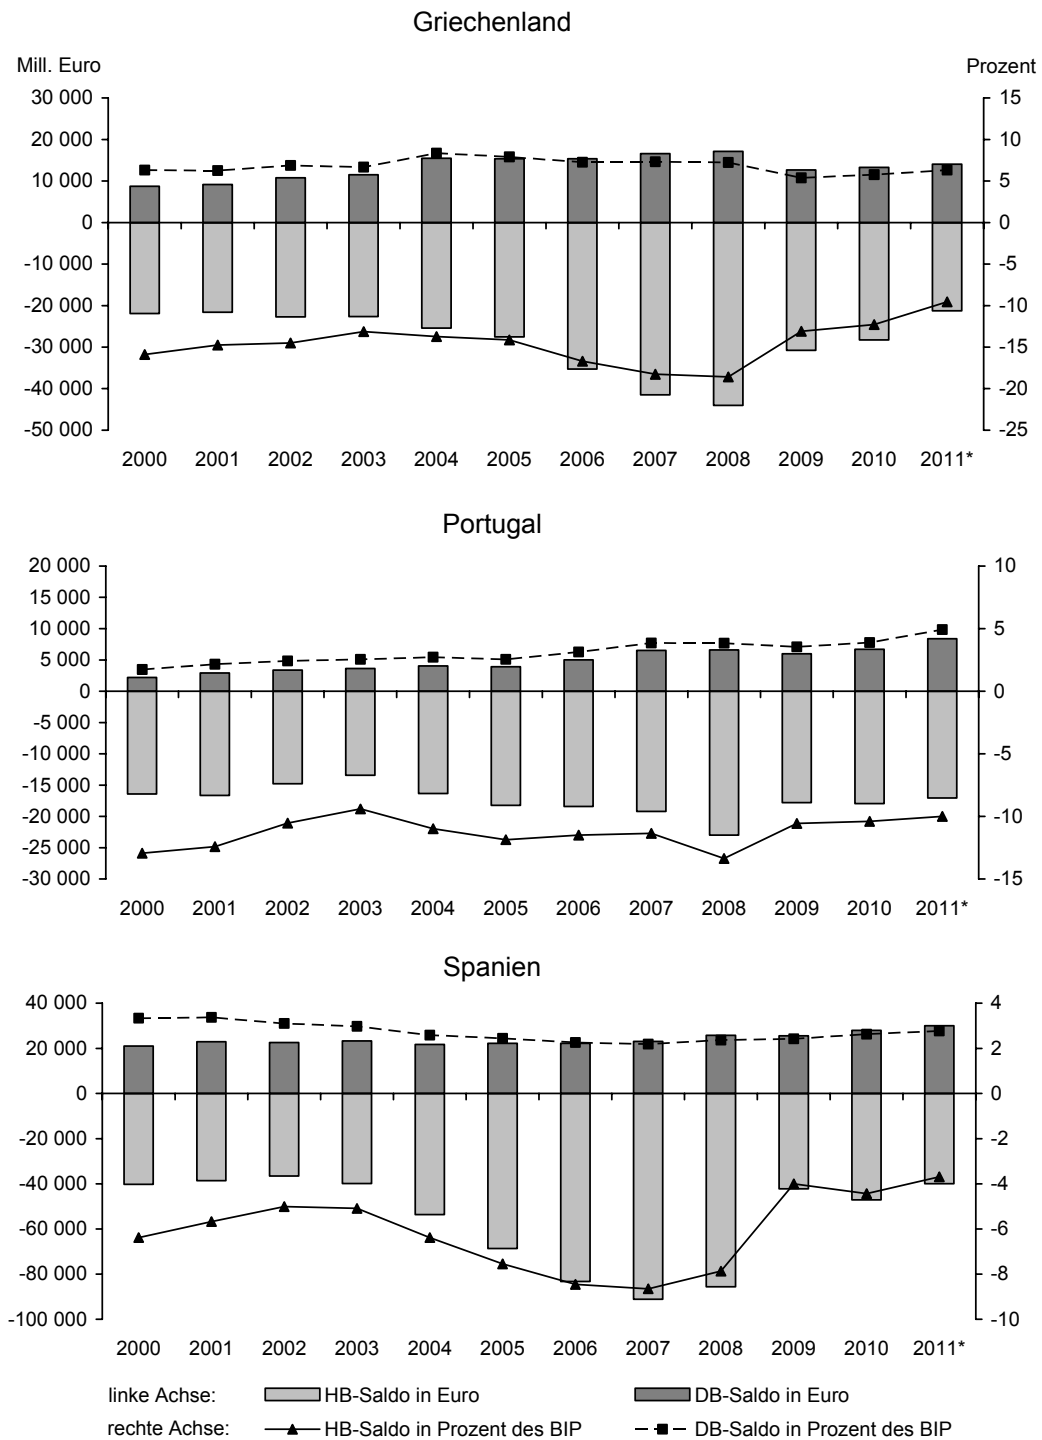 Griechenland
Mill. Euro Prozent
30 000 15
20 000 10
10 000 5
0 0
-10 000 -5
-20 000 -10
-30 000 -15
-40 000 -20
-50 000 -25
2000 2001 2002 2003 2004 2005 2006 2007 2008 2009 2010 2011*
Portugal
20 000 10
15 000
10 000 5
5 000
0 0
-5 000
-10 000 -5
-15 000
-20 000 -10
-25 000
-30 000 -15
2000 2001 2002 2003 2004 2005 2006 2007 2008 2009 2010 2011*
Spanien
40 000 4
20 000 2
0 0
-20 000 -2
-40 000 -4
-60 000 -6
-80 000 -8
-100 000 -10
2000 2001 2002 2003 2004 2005 2006 2007 2008 2009 2010 2011*
linke Achse: HB-Saldo in Euro DB-Saldo in Euro
rechte Achse: HB-Saldo in Prozent des BIP DB-Saldo in Prozent des BIP